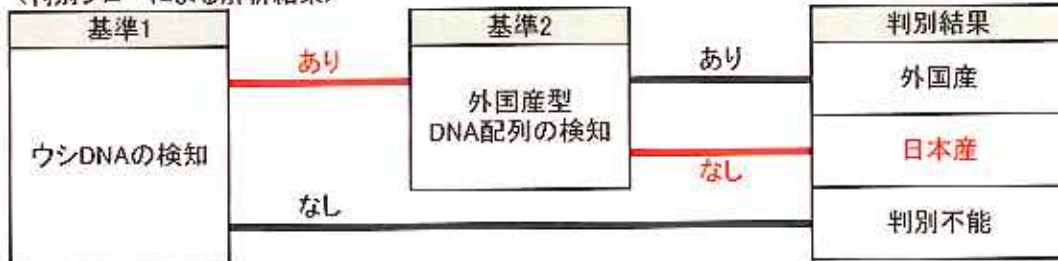 基準1
基準2
判別結果
あり
あり
外国産
ウシDNAの検知
外国産型
DNA配列の検知
なし
日本産
なし
判別不能